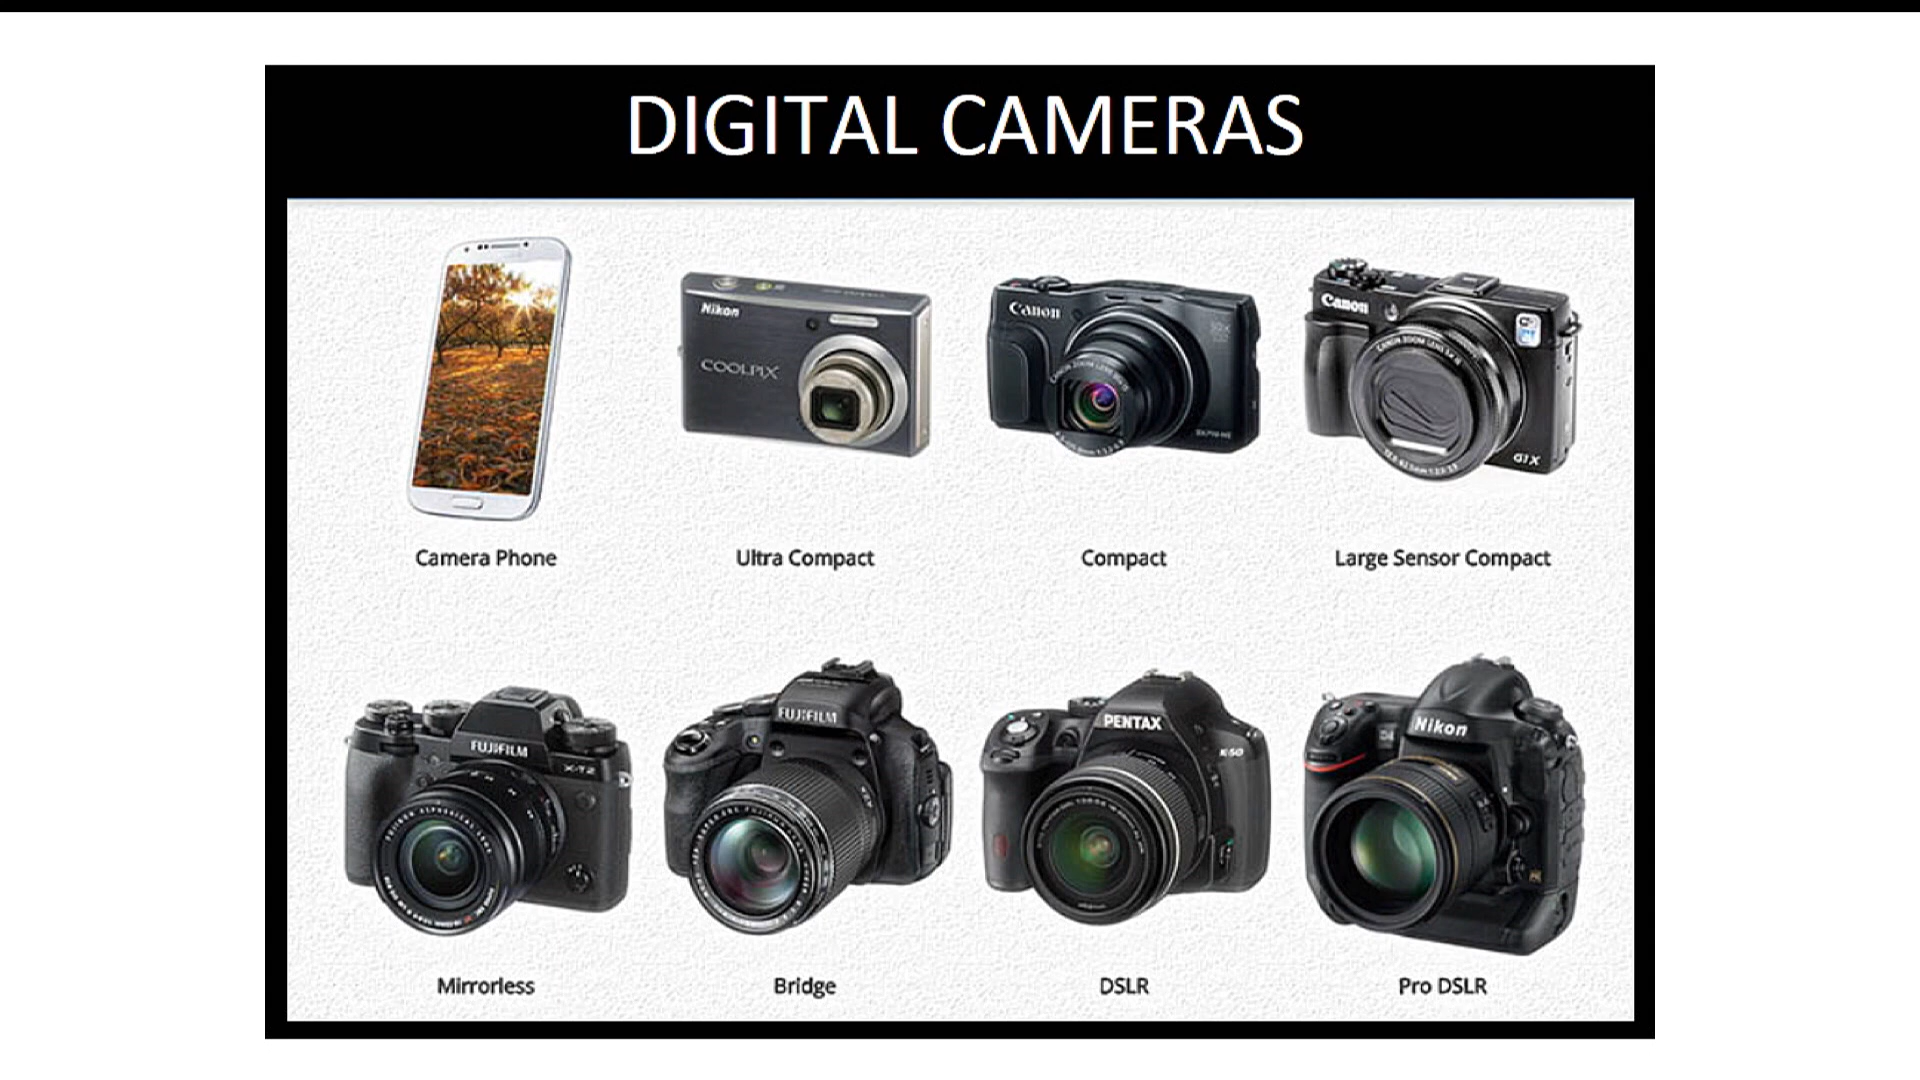 DIGITAL CAMERAS
Nikon
COOLPIX
Canon
Canon
G1X
Camera Phone
Ultra Compact
Compact
Large Sensor Compact
FUJIFILM
X-T2
FUJIFILM
PENTAX
K-50
Nikon
Mirrorless
Bridge
DSLR
Pro DSLR